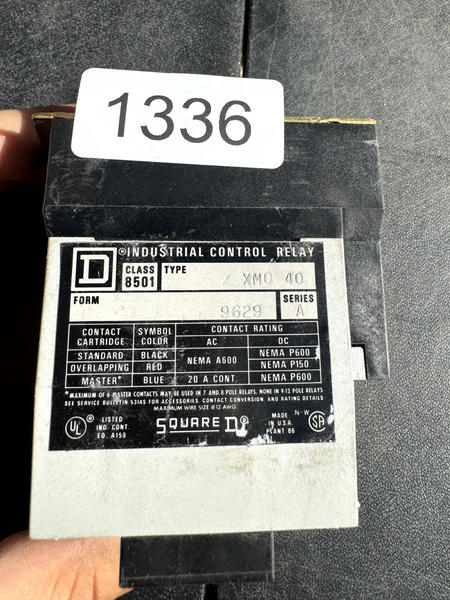 1336
D ® INDUSTRIAL CONTROL RELAY
CLASS 8501 TYPE XMO 40
FORM 9629 SERIES A
CONTACT CARTRIDGE SYMBOL COLOR CONTACT RATING
AC DC
STANDARD BLACK NEMA A600 NEMA P600
OVERLAPPING RED NEMA P150
MASTER* BLUE 20 A CONT. NEMA P600
*MAXIMUM OF 6 MASTER CONTACTS MAY BE USED IN 7 AND 8 POLE RELAYS. NONE IN 9-12 POLE RELAYS
SEE SERVICE BULLETIN 531AS FOR ACCESSORIES. CONTACT CONVERSION AND RATING DETAILS
MAXIMUM WIRE SIZE #12 AWG
UL ® LISTED IND. CONT. EQ. A159
SQUARE D
MADE IN U.S.A. PLANT 86
N-W
SA